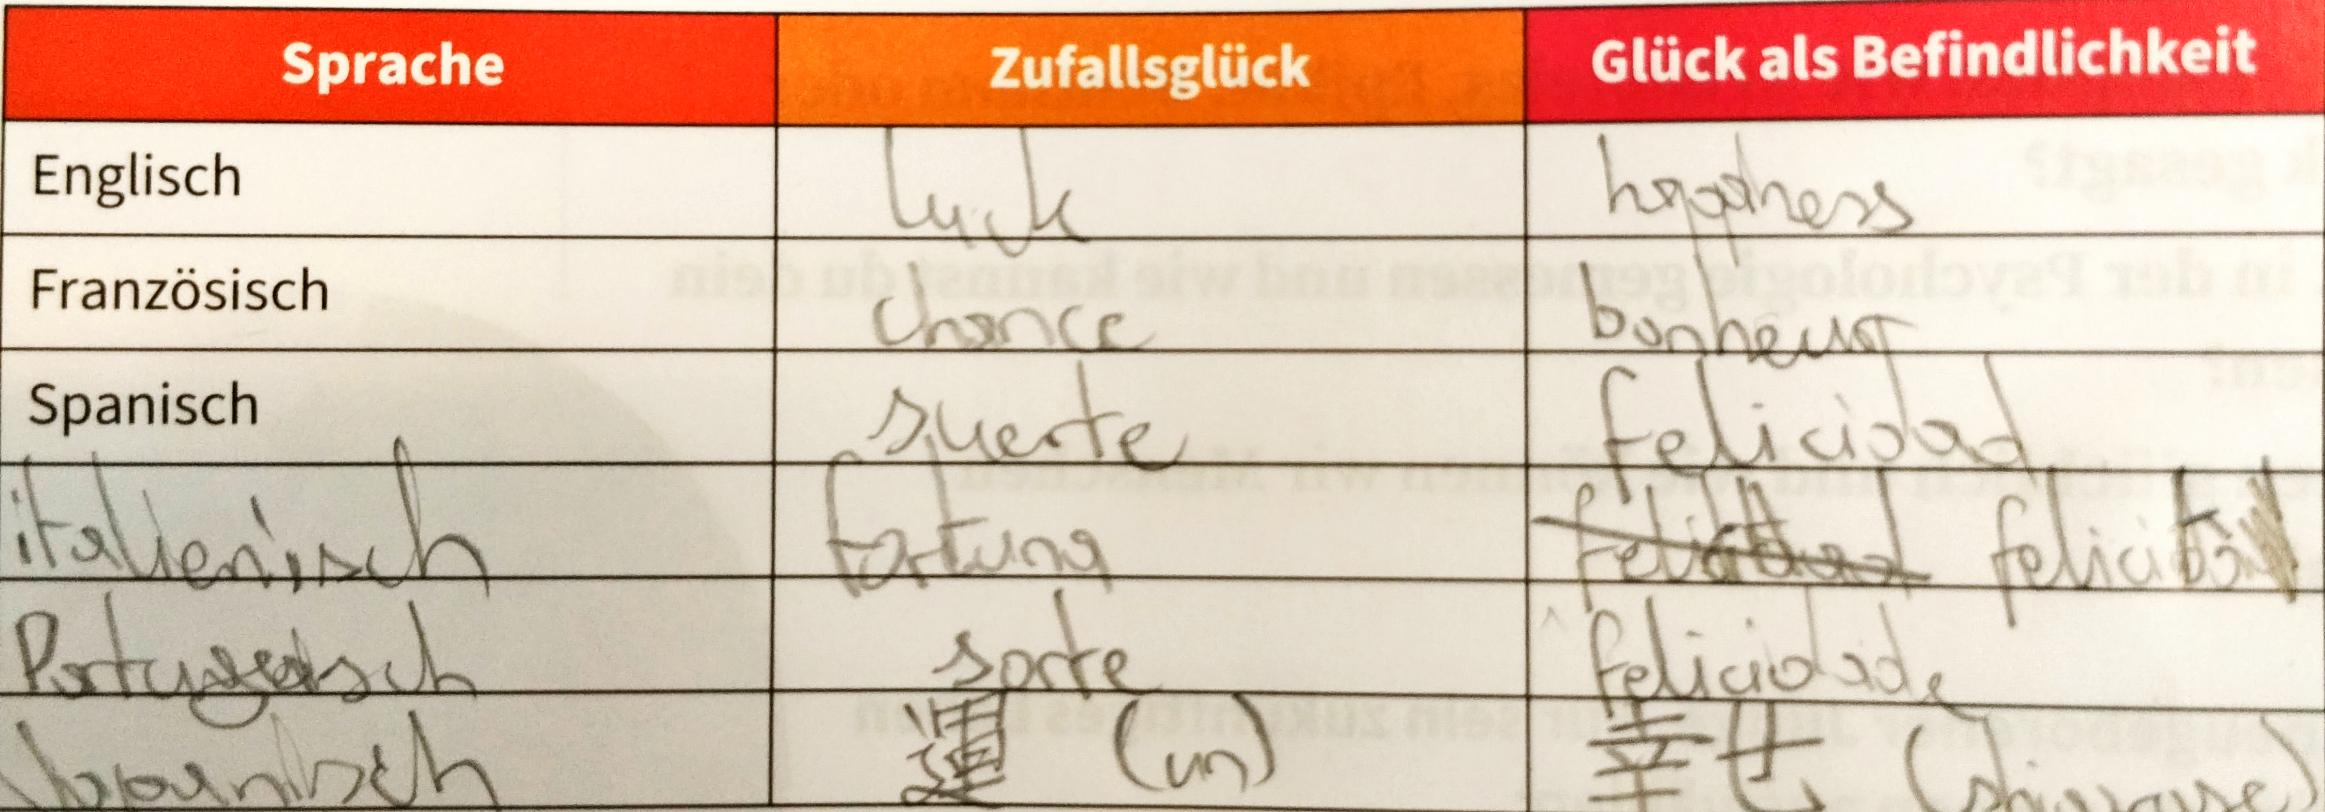 Sprache Zufallsglück Glück als Befindlichkeit
Englisch luck happiness
Französisch chance bonheur
Spanisch suerte felicidad
italienisch fortuna felicità
Portugiesisch sorte felicidade
Japanisch 運 (un) 幸せ (shiawase)